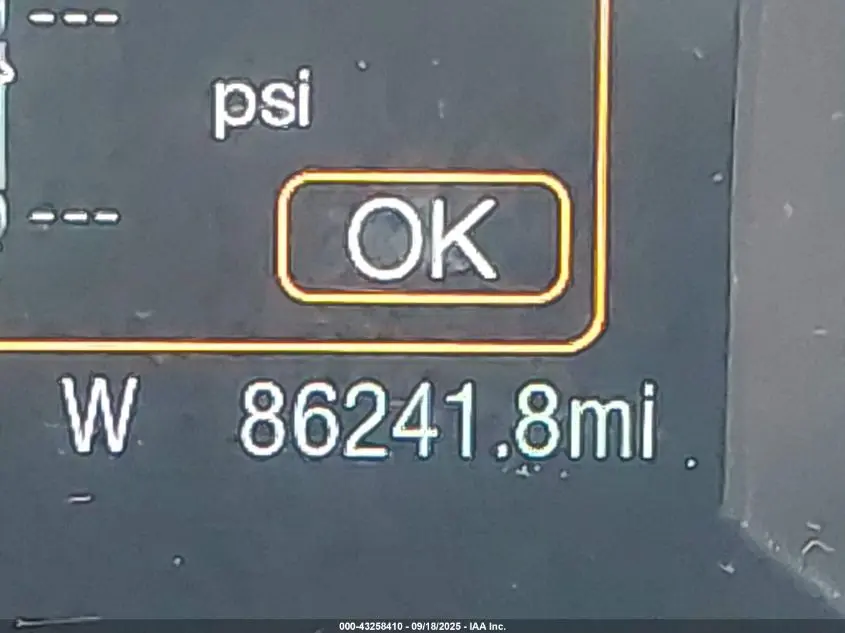 ---
psi
---
OK
W 86241.8mi
000-43258410 - 09/18/2025 - IAA Inc.